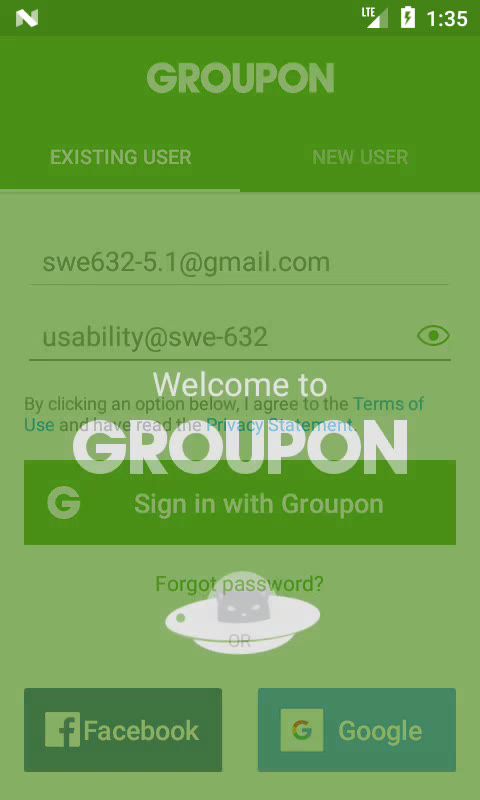 LTE 1:35
GROUPON
EXISTING USER NEW USER
swe632-5.1@gmail.com
usability@swe-632
Welcome to
By clicking an option below, I agree to the Terms of
Use and have read the Privacy Statement.
GROUPON
G Sign in with Groupon
Forgot password?
OR
f Facebook G Google